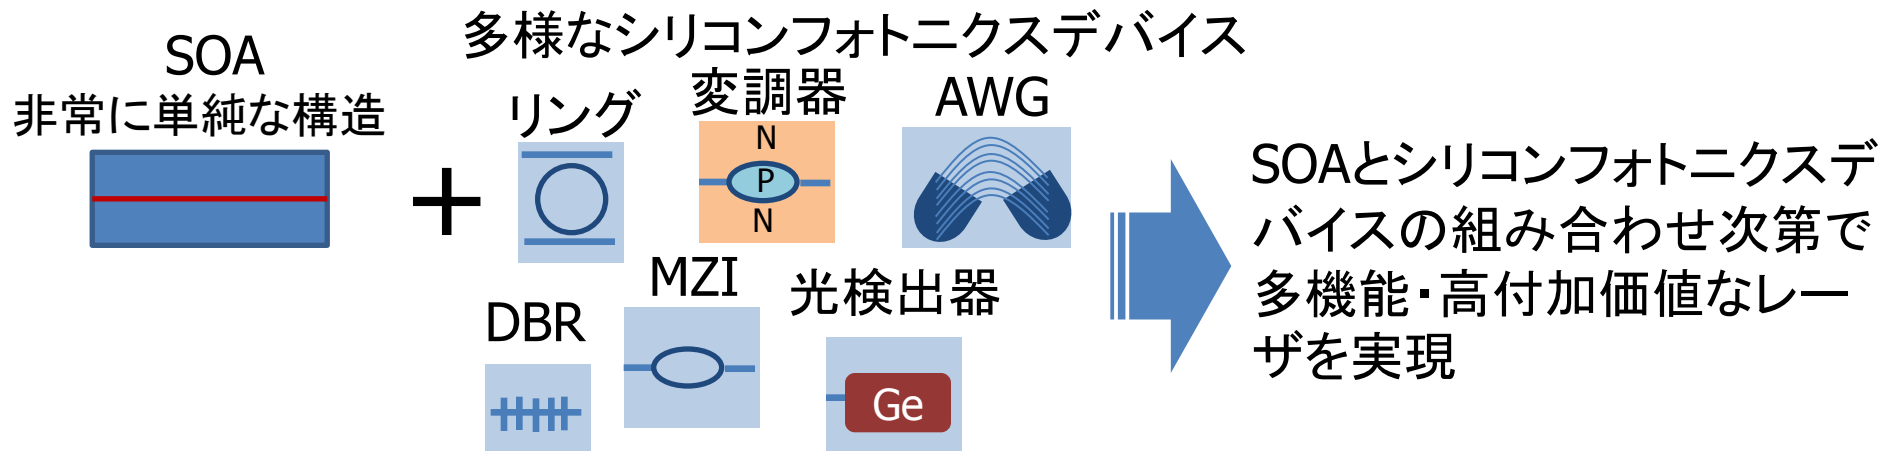 SOA
非常に単純な構造
+
多様なシリコンフォトニクスデバイス
リング
変調器
N
P
N
AWG
DBR
MZI
光検出器
Ge
SOAとシリコンフォトニクスデ
バイスの組み合わせ次第で
多機能・高付加価値なレー
ザを実現